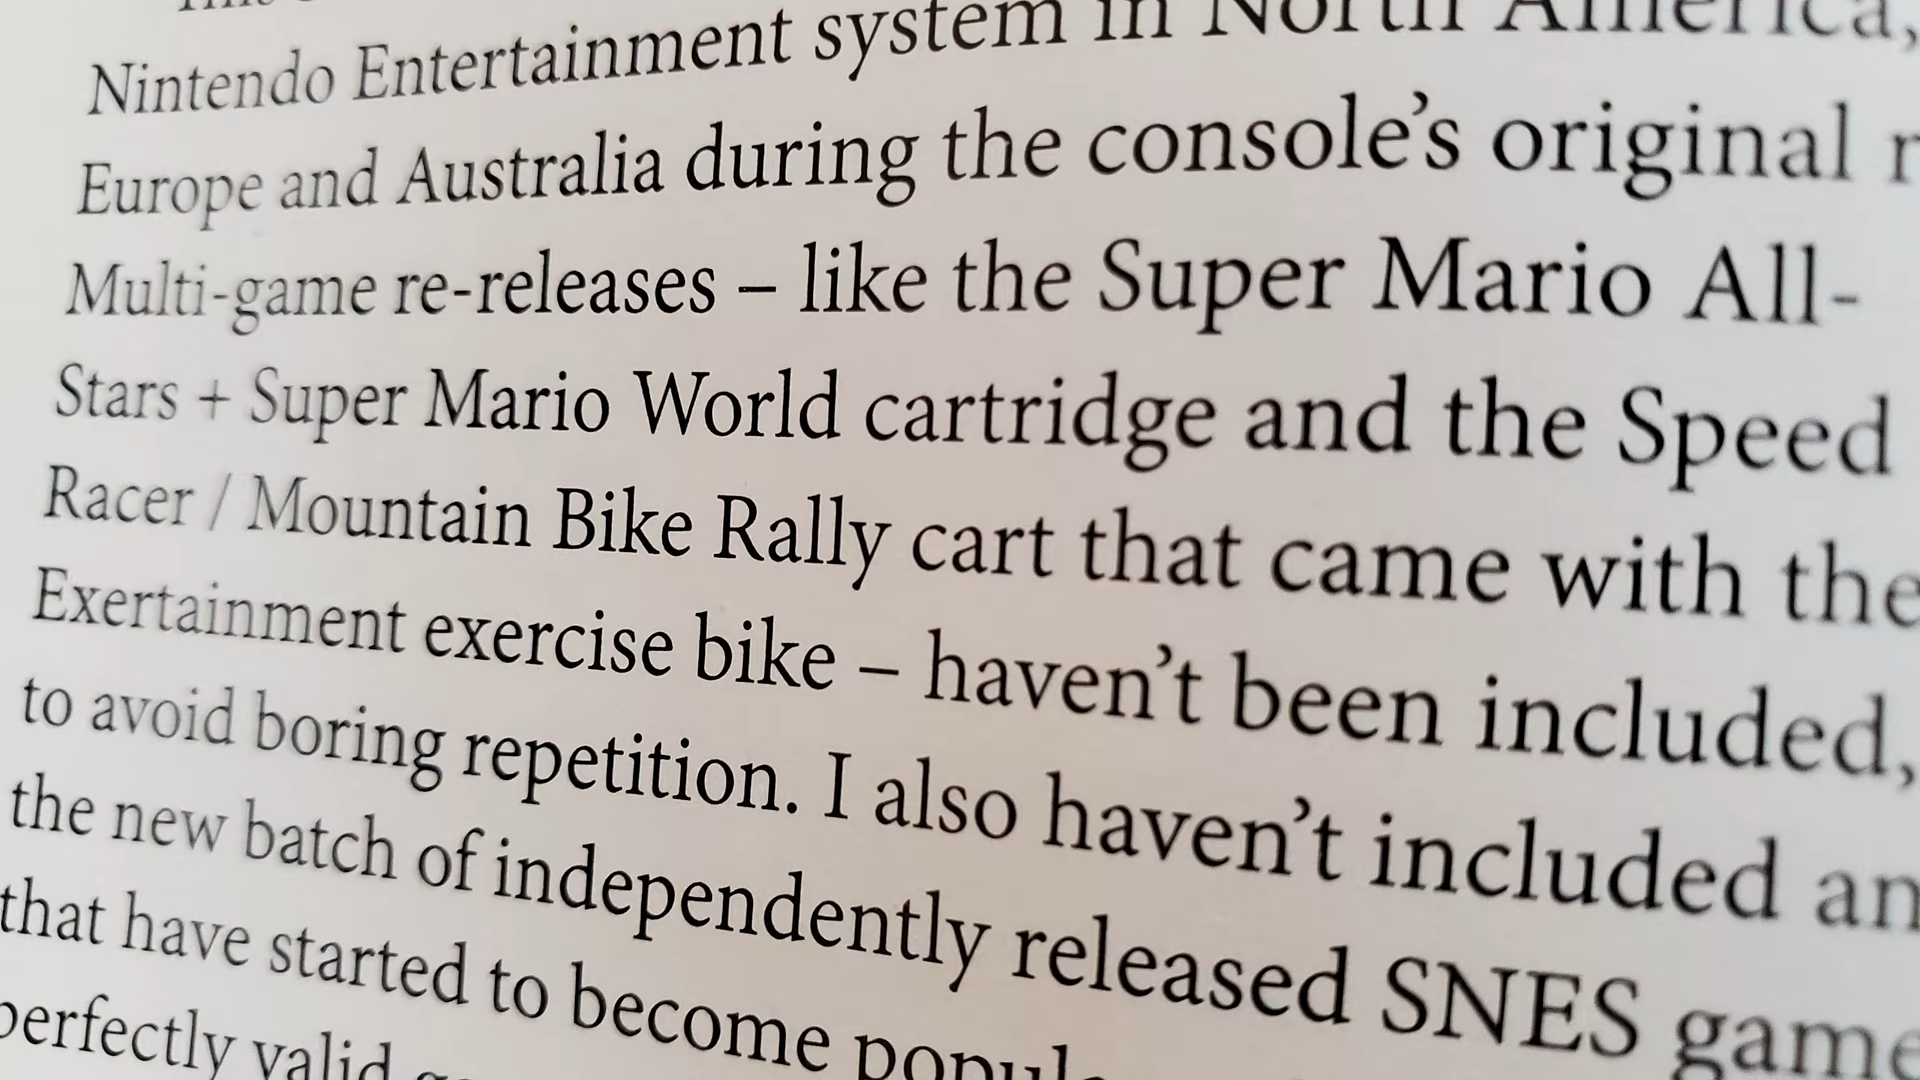 Nintendo Entertainment system in North America,
Europe and Australia during the console's original
Multi-game re-releases – like the Super Mario All-
Stars + Super Mario World cartridge and the Speed
Racer / Mountain Bike Rally cart that came with the
Exertainment exercise bike – haven't been included,
to avoid boring repetition. I also haven't included
the new batch of independently released SNES
that have started to become
perfectly valid